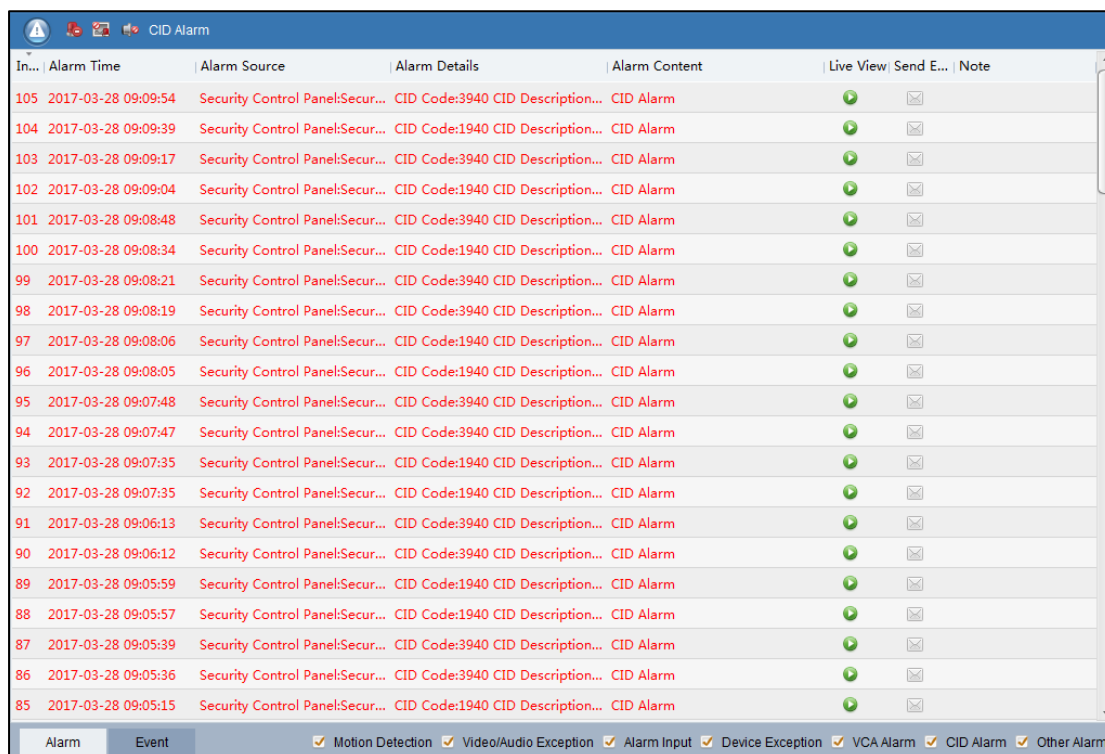 CID Alarm
In... Alarm Time Alarm Source Alarm Details Alarm Content Live View Send E... Note
105 2017-03-28 09:09:54 Security Control Panel:Secur... CID Code:3940 CID Description... CID Alarm
104 2017-03-28 09:09:39 Security Control Panel:Secur... CID Code:1940 CID Description... CID Alarm
103 2017-03-28 09:09:17 Security Control Panel:Secur... CID Code:3940 CID Description... CID Alarm
102 2017-03-28 09:09:04 Security Control Panel:Secur... CID Code:1940 CID Description... CID Alarm
101 2017-03-28 09:08:48 Security Control Panel:Secur... CID Code:3940 CID Description... CID Alarm
100 2017-03-28 09:08:34 Security Control Panel:Secur... CID Code:1940 CID Description... CID Alarm
99 2017-03-28 09:08:21 Security Control Panel:Secur... CID Code:3940 CID Description... CID Alarm
98 2017-03-28 09:08:19 Security Control Panel:Secur... CID Code:3940 CID Description... CID Alarm
97 2017-03-28 09:08:06 Security Control Panel:Secur... CID Code:1940 CID Description... CID Alarm
96 2017-03-28 09:08:05 Security Control Panel:Secur... CID Code:1940 CID Description... CID Alarm
95 2017-03-28 09:07:48 Security Control Panel:Secur... CID Code:3940 CID Description... CID Alarm
94 2017-03-28 09:07:47 Security Control Panel:Secur... CID Code:3940 CID Description... CID Alarm
93 2017-03-28 09:07:35 Security Control Panel:Secur... CID Code:1940 CID Description... CID Alarm
92 2017-03-28 09:07:35 Security Control Panel:Secur... CID Code:1940 CID Description... CID Alarm
91 2017-03-28 09:06:13 Security Control Panel:Secur... CID Code:3940 CID Description... CID Alarm
90 2017-03-28 09:06:12 Security Control Panel:Secur... CID Code:3940 CID Description... CID Alarm
89 2017-03-28 09:05:59 Security Control Panel:Secur... CID Code:1940 CID Description... CID Alarm
88 2017-03-28 09:05:57 Security Control Panel:Secur... CID Code:1940 CID Description... CID Alarm
87 2017-03-28 09:05:39 Security Control Panel:Secur... CID Code:3940 CID Description... CID Alarm
86 2017-03-28 09:05:36 Security Control Panel:Secur... CID Code:3940 CID Description... CID Alarm
85 2017-03-28 09:05:15 Security Control Panel:Secur... CID Code:1940 CID Description... CID Alarm
Alarm Event Motion Detection Video/Audio Exception Alarm Input Device Exception VCA Alarm CID Alarm Other Alarm